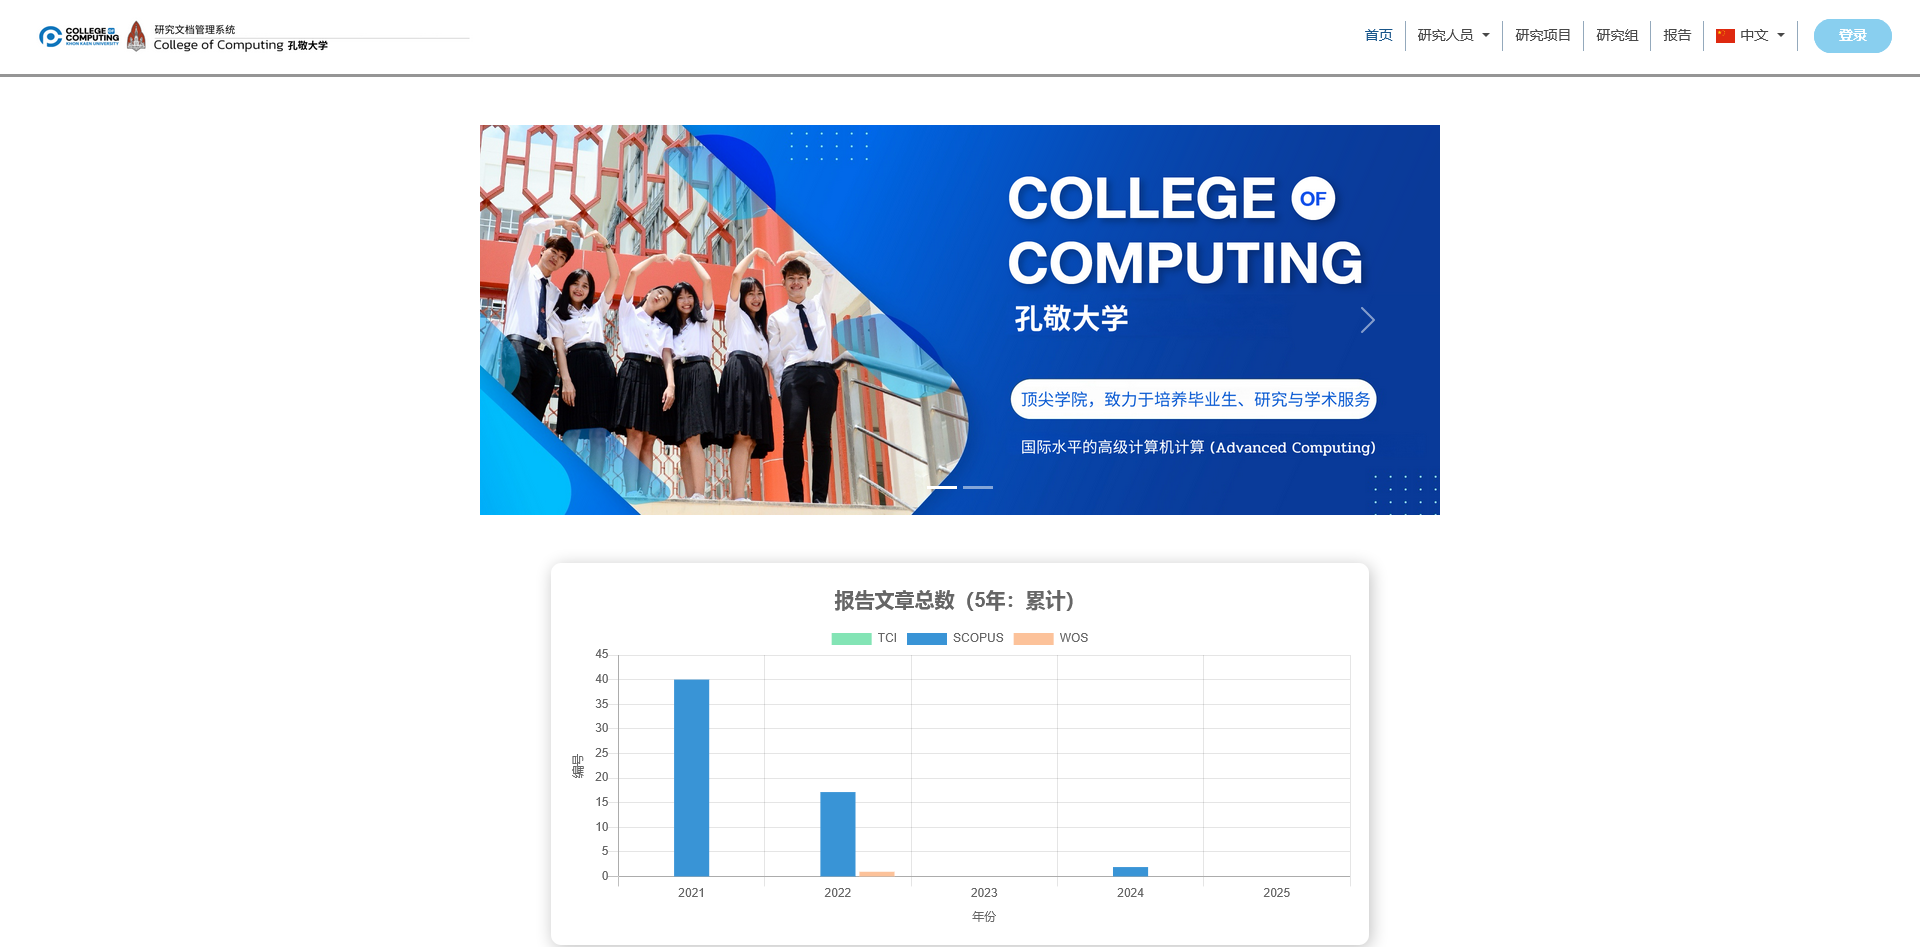 COLLEGE OF
COMPUTING
KHON KAEN UNIVERSITY
研究文档管理系统
College of Computing 孔敬大学
首页
研究人员
研究项目
研究组
报告
中文
登录
COLLEGE OF
COMPUTING
孔敬大学
顶尖学院，致力于培养毕业生、研究与学术服务
国际水平的高级计算机计算 (Advanced Computing)
报告文章总数（5年：累计）
TCI SCOPUS WOS
45
40
35
30
25
20
15
10
5
0
编号
2021 2022 2023 2024 2025
年份